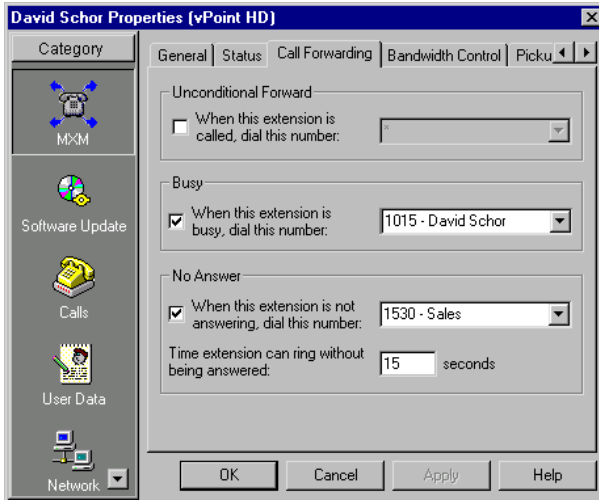 David Schor Properties (vPoint HD)
Category
MXM
Software Update
Calls
User Data
Network
General
Status
Call Forwarding
Bandwidth Control
Picku
Unconditional Forward
When this extension is
called, dial this number:
*
Busy
When this extension is
busy, dial this number:
1015 - David Schor
No Answer
When this extension is not
answering, dial this number:
1530 - Sales
Time extension can ring without
being answered:
15
seconds
OK
Cancel
Apply
Help